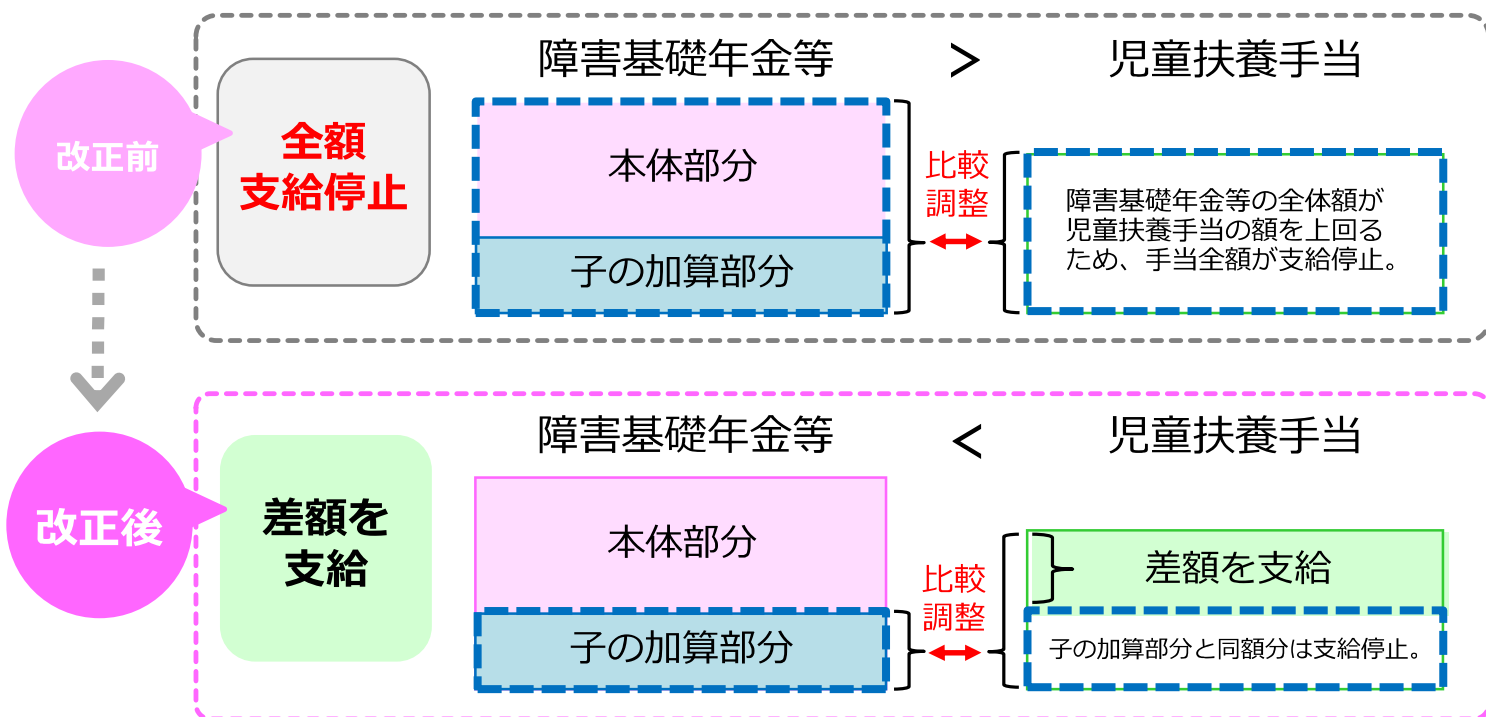 改正前
全額
支給停止
障害基礎年金等 > 児童扶養手当
本体部分
子の加算部分
比較
調整
障害基礎年金等の全体額が
児童扶養手当の額を上回る
ため、手当全額が支給停止。
改正後
差額を
支給
障害基礎年金等 < 児童扶養手当
本体部分
子の加算部分
比較
調整
差額を支給
子の加算部分と同額分は支給停止。